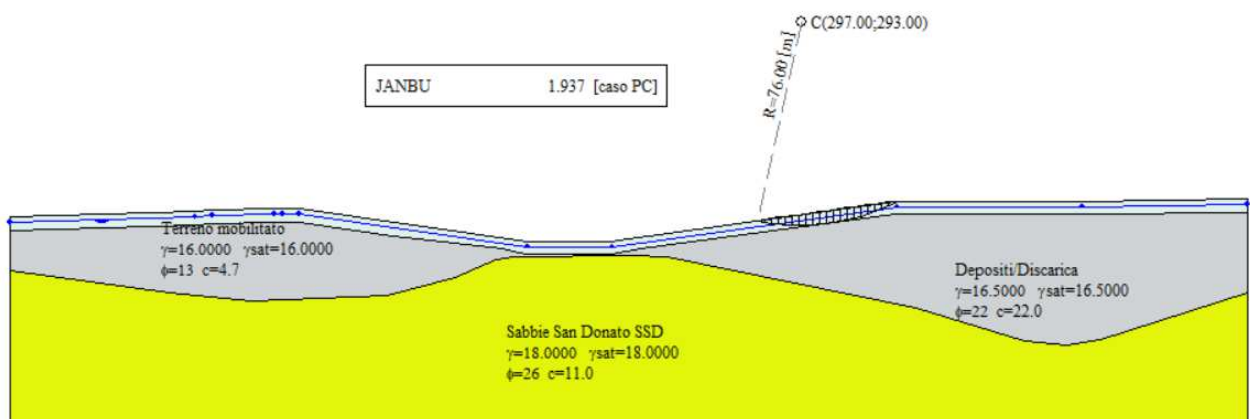 C(297.00;293.00)
R=76.00 [m]
JANBU 1.937 [caso PC]
Terreno mobilitato
γ=16.0000 γsat=16.0000
ϕ=13 c=4.7
Depositi/Discarica
γ=16.5000 γsat=16.5000
ϕ=22 c=22.0
Sabbie San Donato SSD
γ=18.0000 γsat=18.0000
ϕ=26 c=11.0